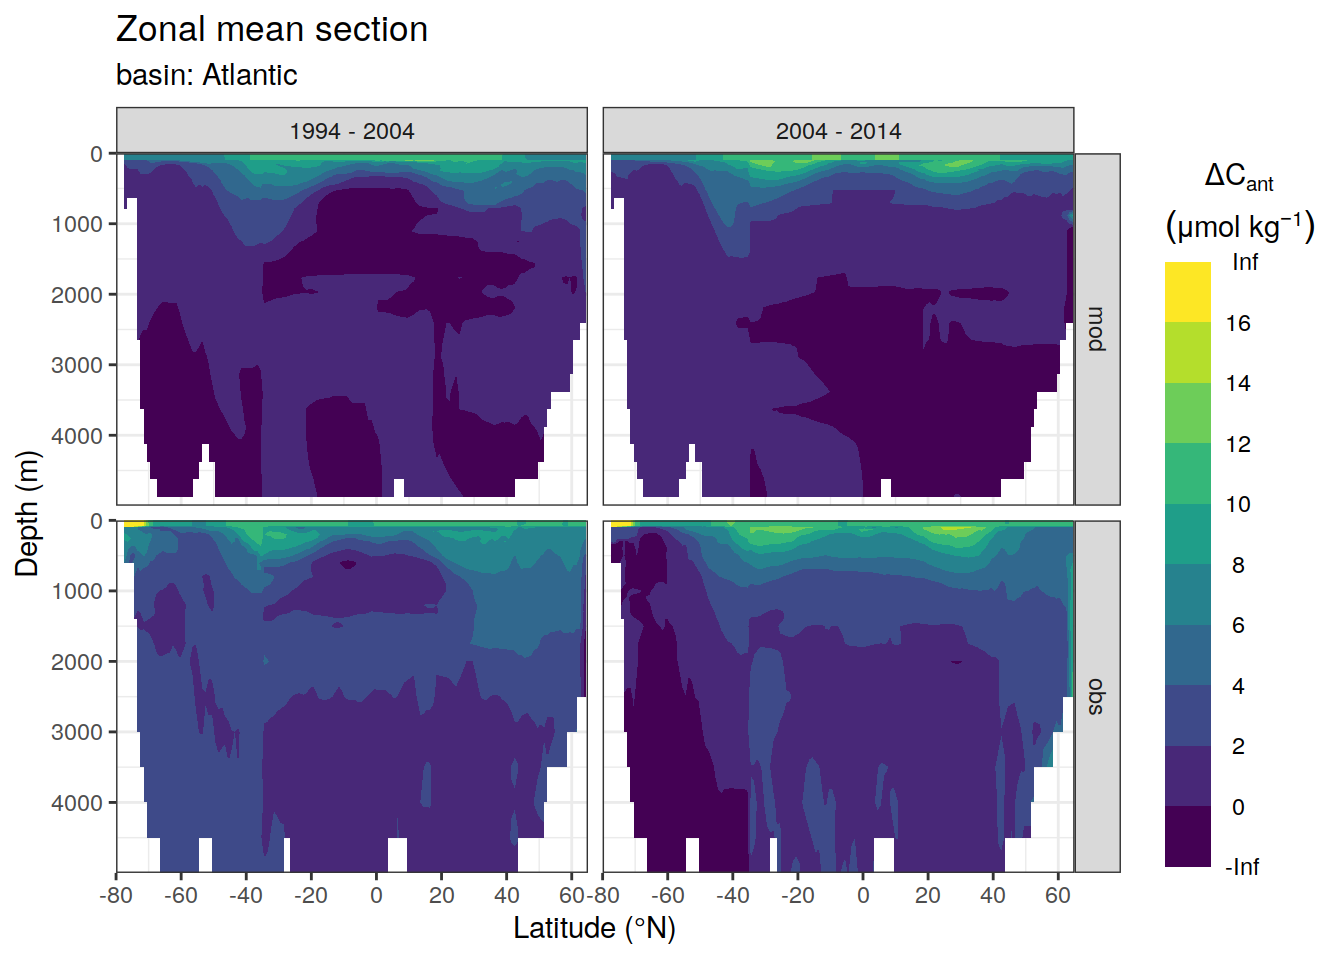 Zonal mean section
basin: Atlantic
1994 - 2004
2004 - 2014
0
1000
2000
3000
4000
mod
0
1000
2000
3000
4000
obs
-80
-60
-40
-20
0
20
40
60
-80
-60
-40
-20
0
20
40
60
Latitude (°N)
Depth (m)
ΔCant
(μmol kg⁻¹)
Inf
16
14
12
10
8
6
4
2
0
-Inf